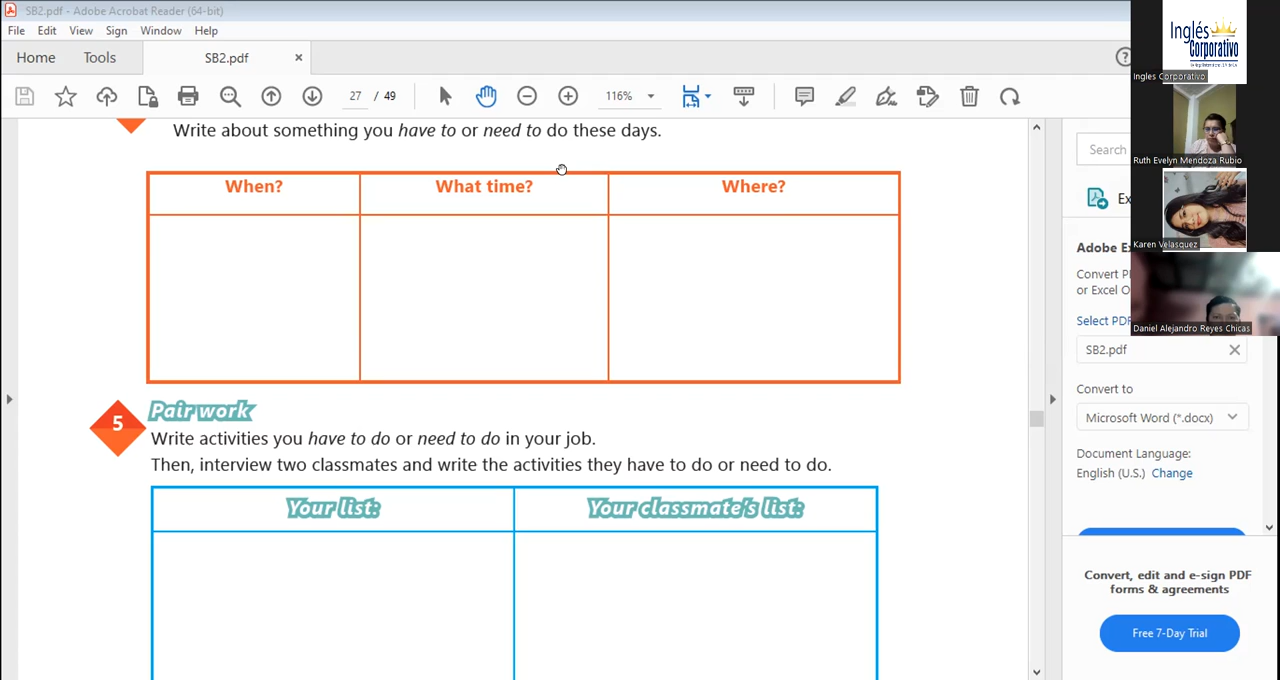 SB2.pdf - Adobe Acrobat Reader (64-bit)
File Edit View Sign Window Help
Home Tools SB2.pdf ×
27 / 49 116%
Write about something you have to or need to do these days.
When? What time? Where?
5 Pair work
Write activities you have to do or need to do in your job.
Then, interview two classmates and write the activities they have to do or need to do.
Your list: Your classmate's list:
Search
Ex
Adobe Ex
Convert P
or Excel O
Select PDF
SB2.pdf
Convert to
Microsoft Word (*.docx)
Document Language:
English (U.S.) Change
Convert, edit and e-sign PDF
forms & agreements
Free 7-Day Trial
Inglés
Corporativo
Ingles Corporativo
Ruth Evelyn Mendoza Rubio
Karen Velasquez
Daniel Alejandro Reyes Chicas